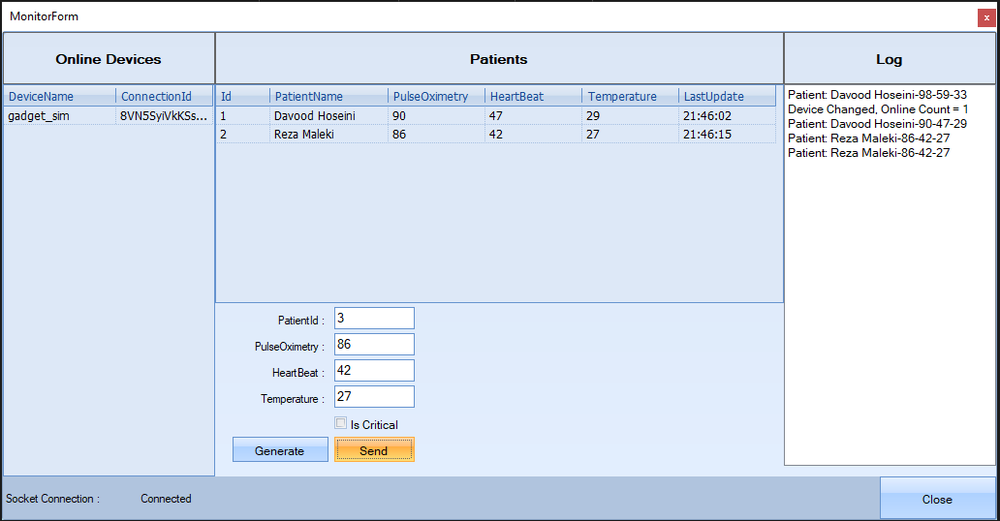 MonitorForm
x
Online Devices
Patients
Log
DeviceName ConnectionId
gadget_sim 8VN5SyiVkKSs...
Id PatientName PulseOximetry HeartBeat Temperature LastUpdate
1 Davood Hoseini 90 47 29 21:46:02
2 Reza Maleki 86 42 27 21:46:15
Patient: Davood Hoseini-98-59-33
Device Changed, Online Count = 1
Patient: Davood Hoseini-90-47-29
Patient: Reza Maleki-86-42-27
Patient: Reza Maleki-86-42-27
PatientId : 3
PulseOximetry : 86
HeartBeat : 42
Temperature : 27
Is Critical
Generate Send
Socket Connection : Connected
Close